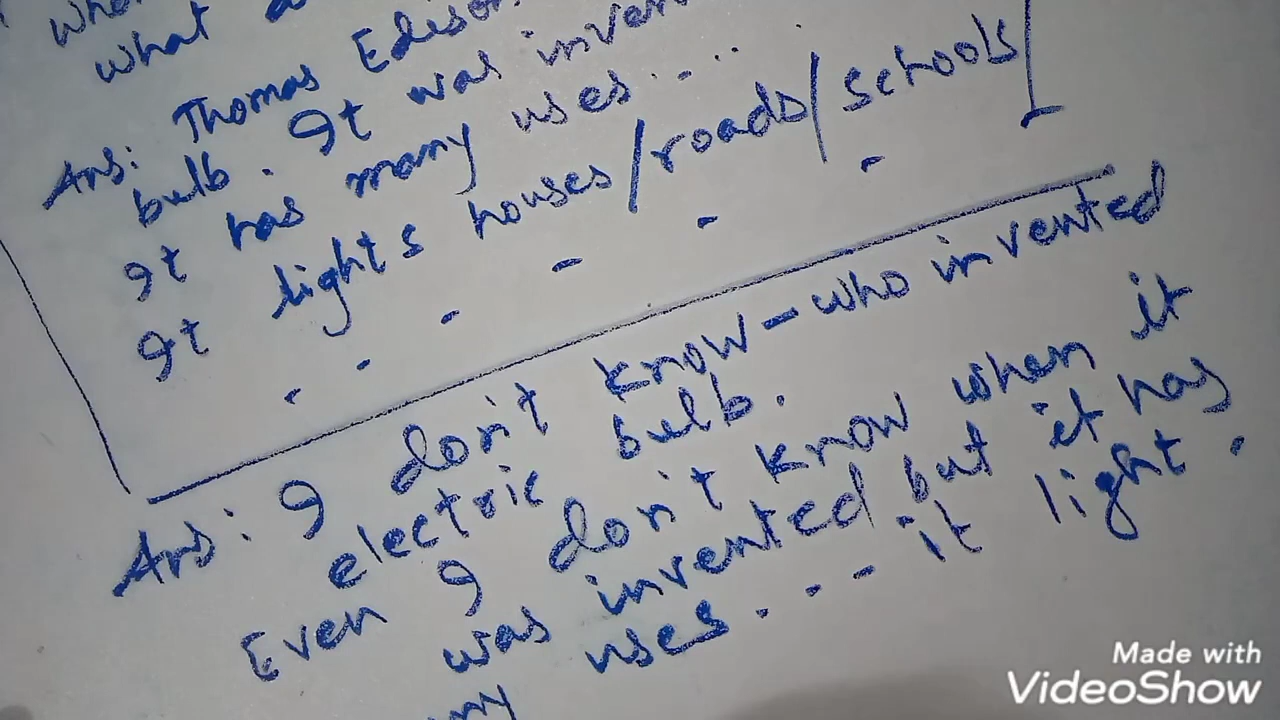 what
Ans: Thomas Edison
bulb. It was inven
It has many uses....
It lights houses/roads/schools/
Ans: I don't know-who invented
electric bulb.
Even I don't know when it
was invented but it has
uses.... it light.
Made with
VideoShow